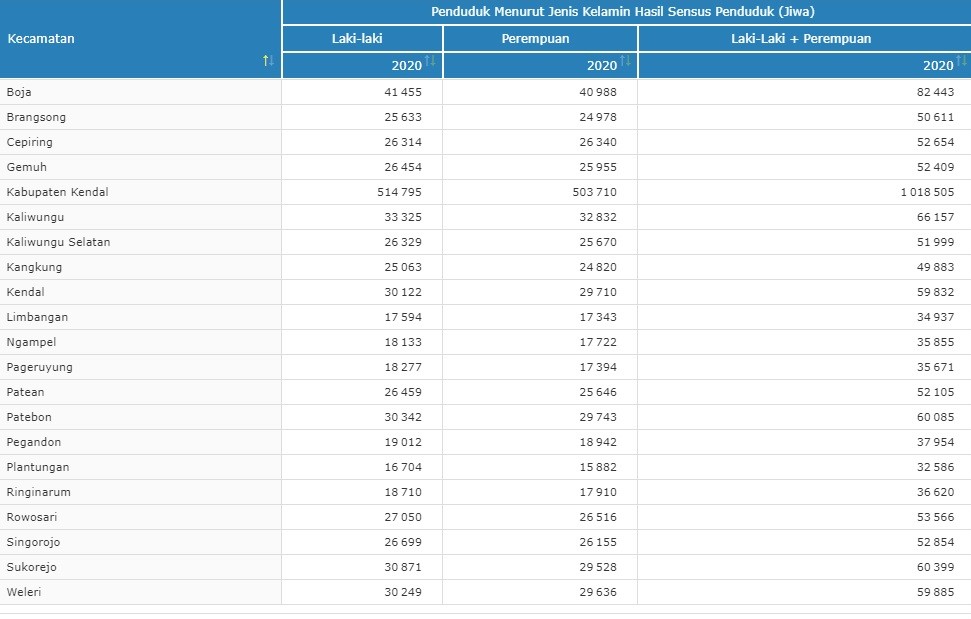 Penduduk Menurut Jenis Kelamin Hasil Sensus Penduduk (Jiwa)
Kecamatan Laki-laki Perempuan Laki-Laki + Perempuan
2020 2020 2020
Boja 41 455 40 988 82 443
Brangsong 25 633 24 978 50 611
Cepiring 26 314 26 340 52 654
Gemuh 26 454 25 955 52 409
Kabupaten Kendal 514 795 503 710 1 018 505
Kaliwungu 33 325 32 832 66 157
Kaliwungu Selatan 26 329 25 670 51 999
Kangkung 25 063 24 820 49 883
Kendal 30 122 29 710 59 832
Limbangan 17 594 17 343 34 937
Ngampel 18 133 17 722 35 855
Pageruyung 18 277 17 394 35 671
Patean 26 459 25 646 52 105
Patebon 30 342 29 743 60 085
Pegandon 19 012 18 942 37 954
Plantungan 16 704 15 882 32 586
Ringinarum 18 710 17 910 36 620
Rowosari 27 050 26 516 53 566
Singorojo 26 699 26 155 52 854
Sukorejo 30 871 29 528 60 399
Weleri 30 249 29 636 59 885